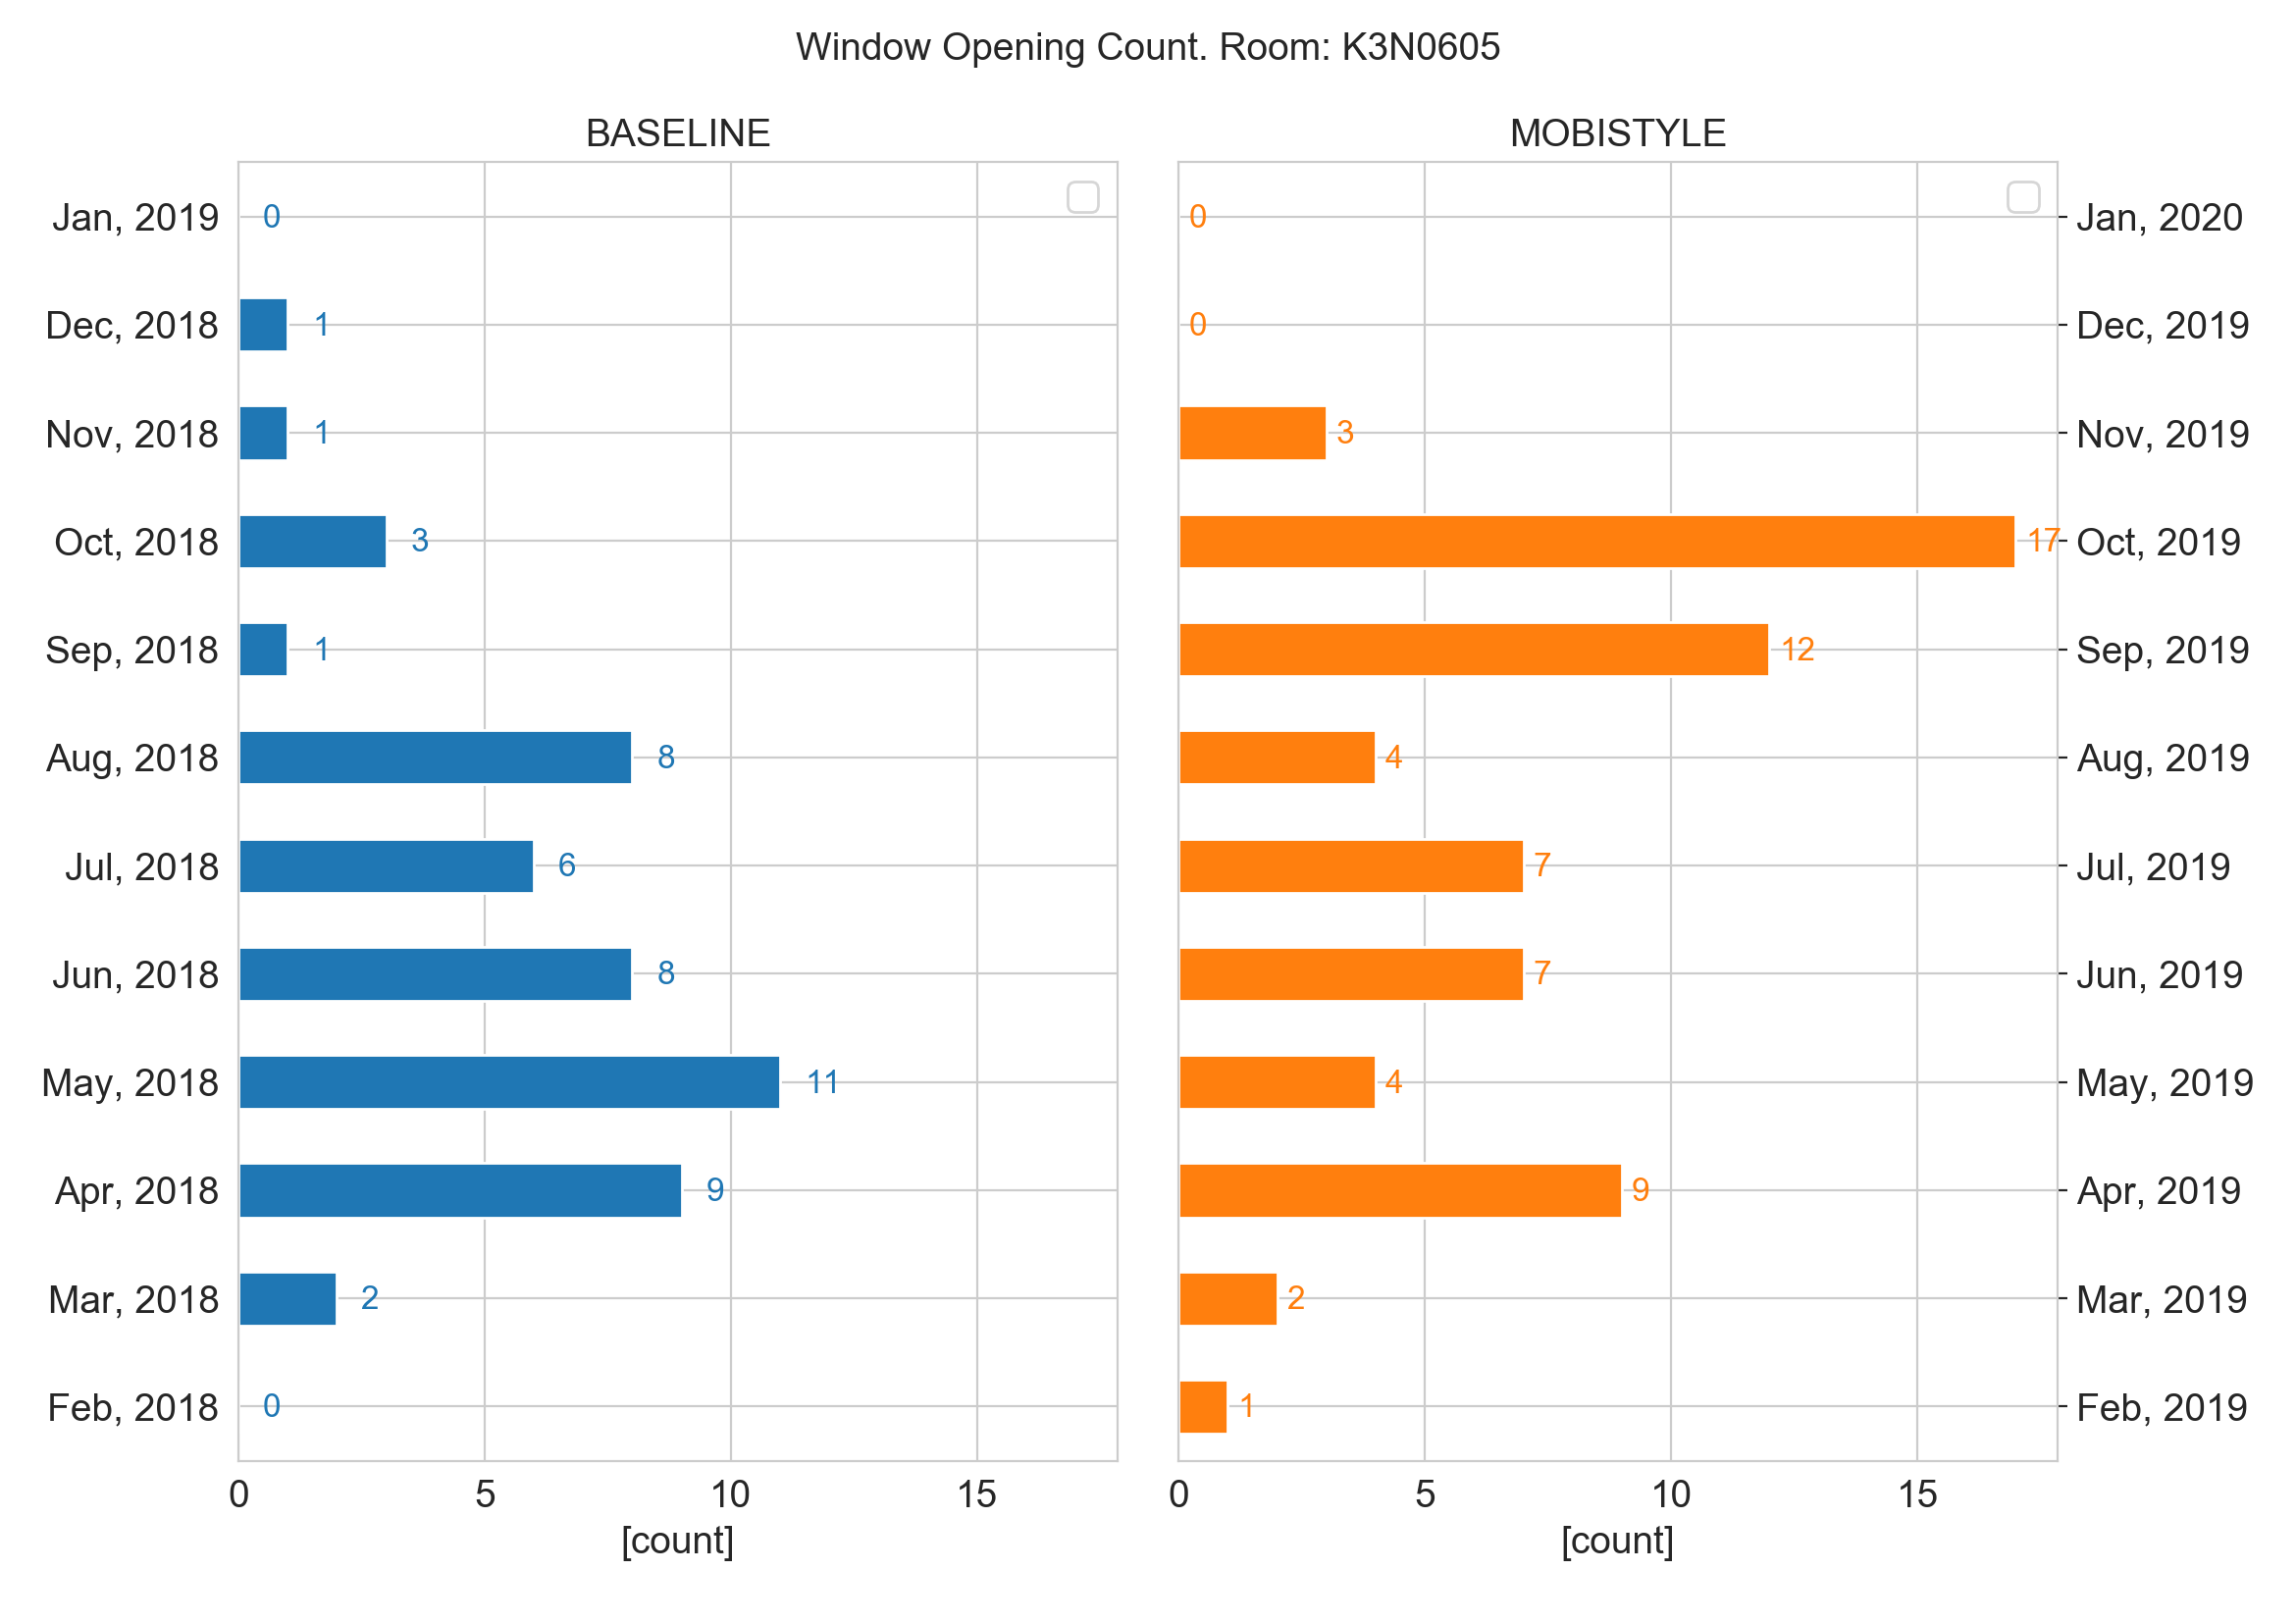 Window Opening Count. Room: K3N0605
BASELINE
Jan, 2019 0
Dec, 2018 1
Nov, 2018 1
Oct, 2018 3
Sep, 2018 1
Aug, 2018 8
Jul, 2018 6
Jun, 2018 8
May, 2018 11
Apr, 2018 9
Mar, 2018 2
Feb, 2018 0
0 5 10 15
[count]
MOBISTYLE
0 Jan, 2020
0 Dec, 2019
3 Nov, 2019
17 Oct, 2019
12 Sep, 2019
4 Aug, 2019
7 Jul, 2019
7 Jun, 2019
4 May, 2019
9 Apr, 2019
2 Mar, 2019
1 Feb, 2019
0 5 10 15
[count]